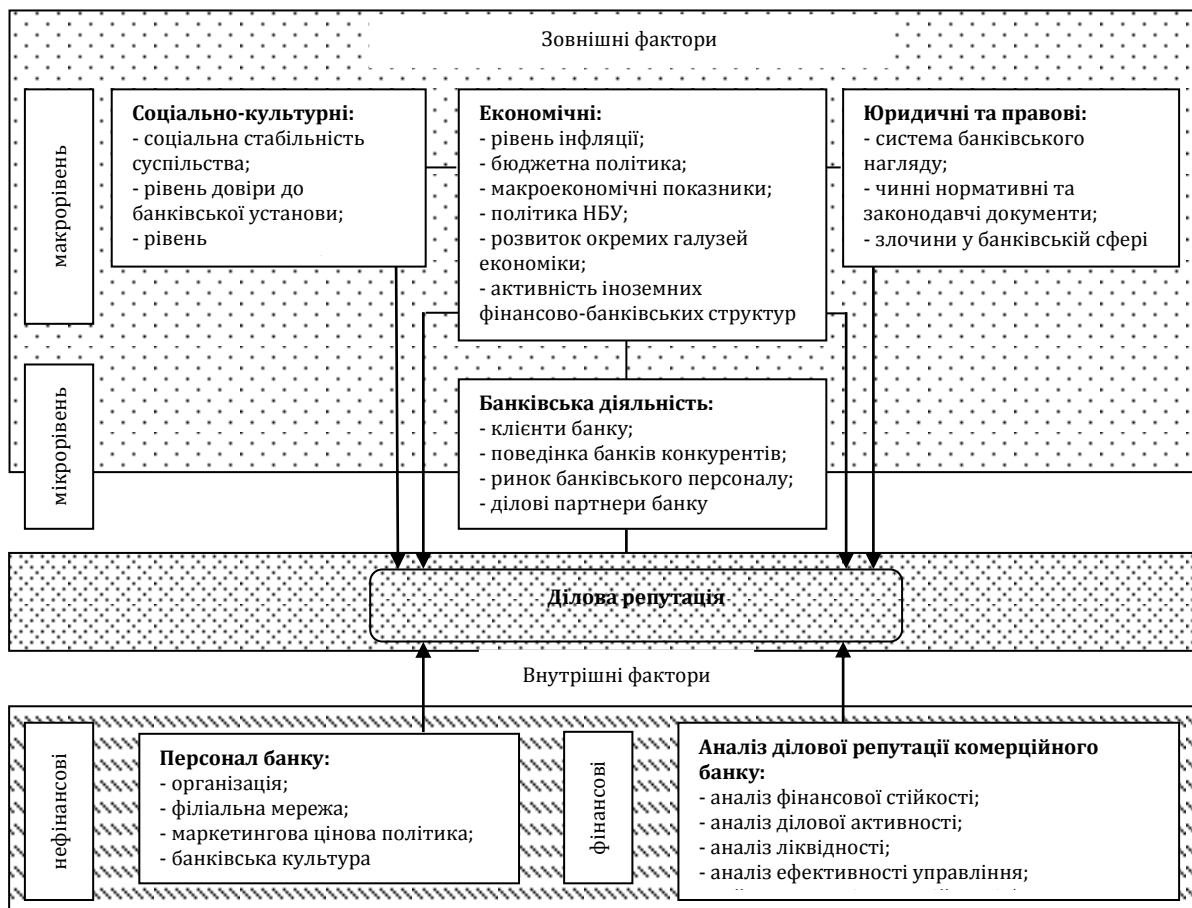 Зовнішні фактори
макрорівень
Соціально-культурні:
- соціальна стабільність
суспільства;
- рівень довіри до
банківської установи;
- рівень
Економічні:
- рівень інфляції;
- бюджетна політика;
- макроекономічні показники;
- політика НБУ;
- розвиток окремих галузей
економіки;
- активність іноземних
фінансово-банківських структур
Юридичні та правові:
- система банківського
нагляду;
- чинні нормативні та
законодавчі документи;
- злочини у банківській сфері
мікрорівень
Банківська діяльність:
- клієнти банку;
- поведінка банків конкурентів;
- ринок банківського персоналу;
- ділові партнери банку
Ділова репутація
Внутрішні фактори
нефінансові
Персонал банку:
- організація;
- філіальна мережа;
- маркетингова цінова політика;
- банківська культура
фінансові
Аналіз ділової репутації комерційного
банку:
- аналіз фінансової стійкості;
- аналіз ділової активності;
- аналіз ліквідності;
- аналіз ефективності управління;